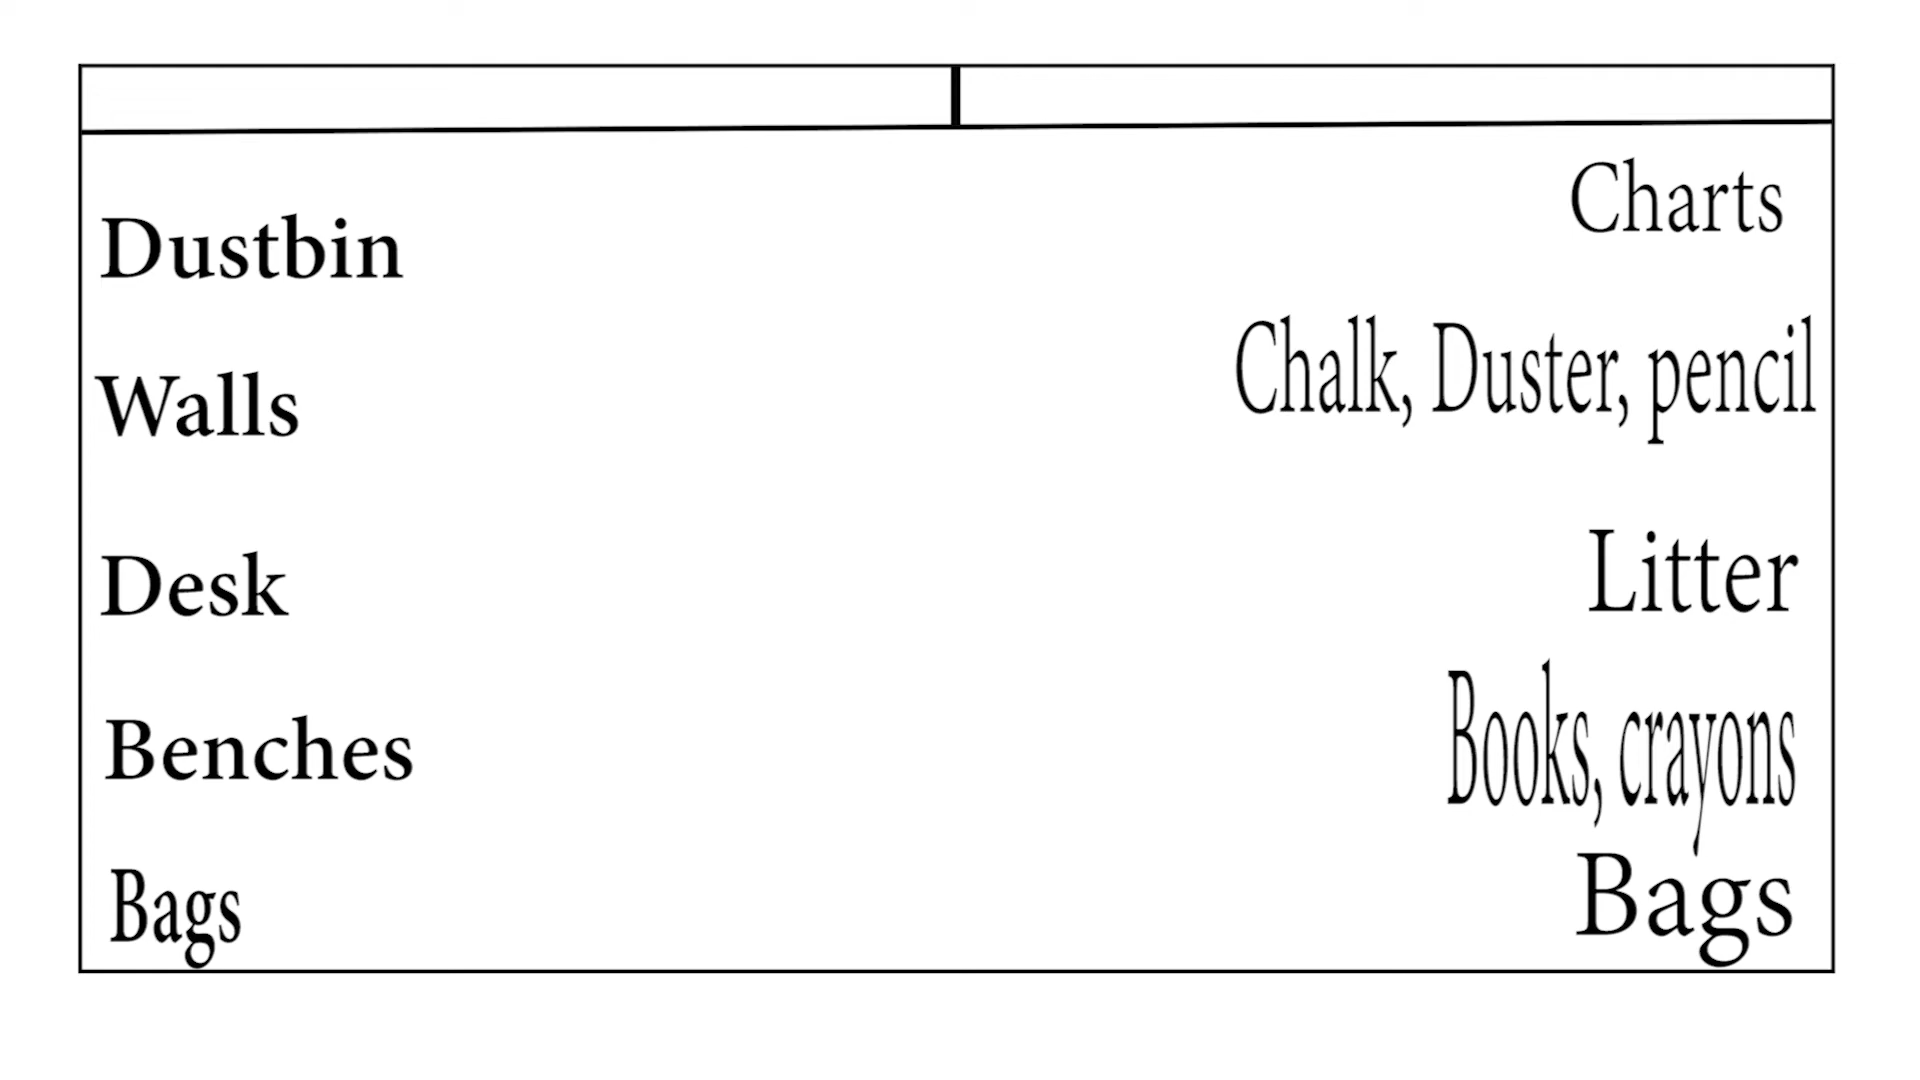 Dustbin
Charts
Walls
Chalk, Duster, pencil
Desk
Litter
Benches
Books, crayons
Bags
Bags